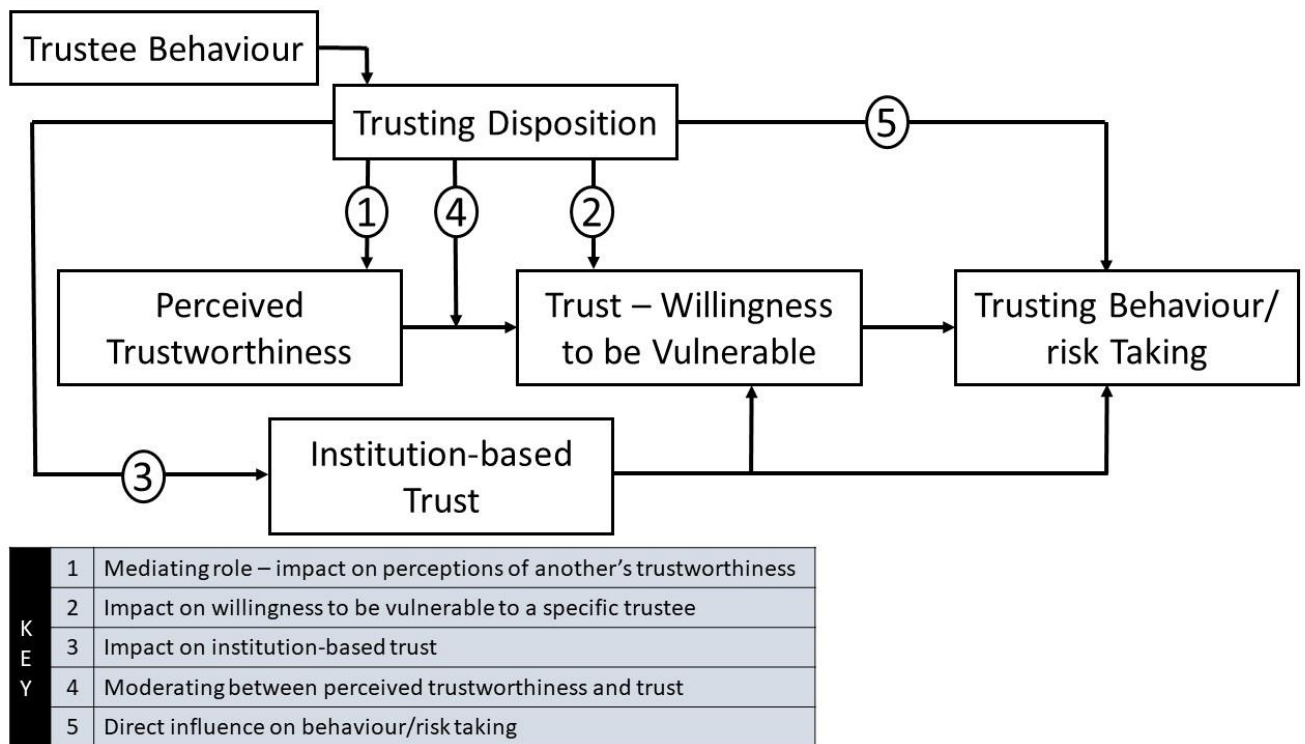 Trustee Behaviour
Trusting Disposition
5
1
4
2
Perceived
Trustworthiness
Trust – Willingness
to be Vulnerable
Trusting Behaviour/
risk Taking
Institution-based
Trust
3
KEY
1 Mediating role – impact on perceptions of another's trustworthiness
2 Impact on willingness to be vulnerable to a specific trustee
3 Impact on institution-based trust
4 Moderating between perceived trustworthiness and trust
5 Direct influence on behaviour/risk taking